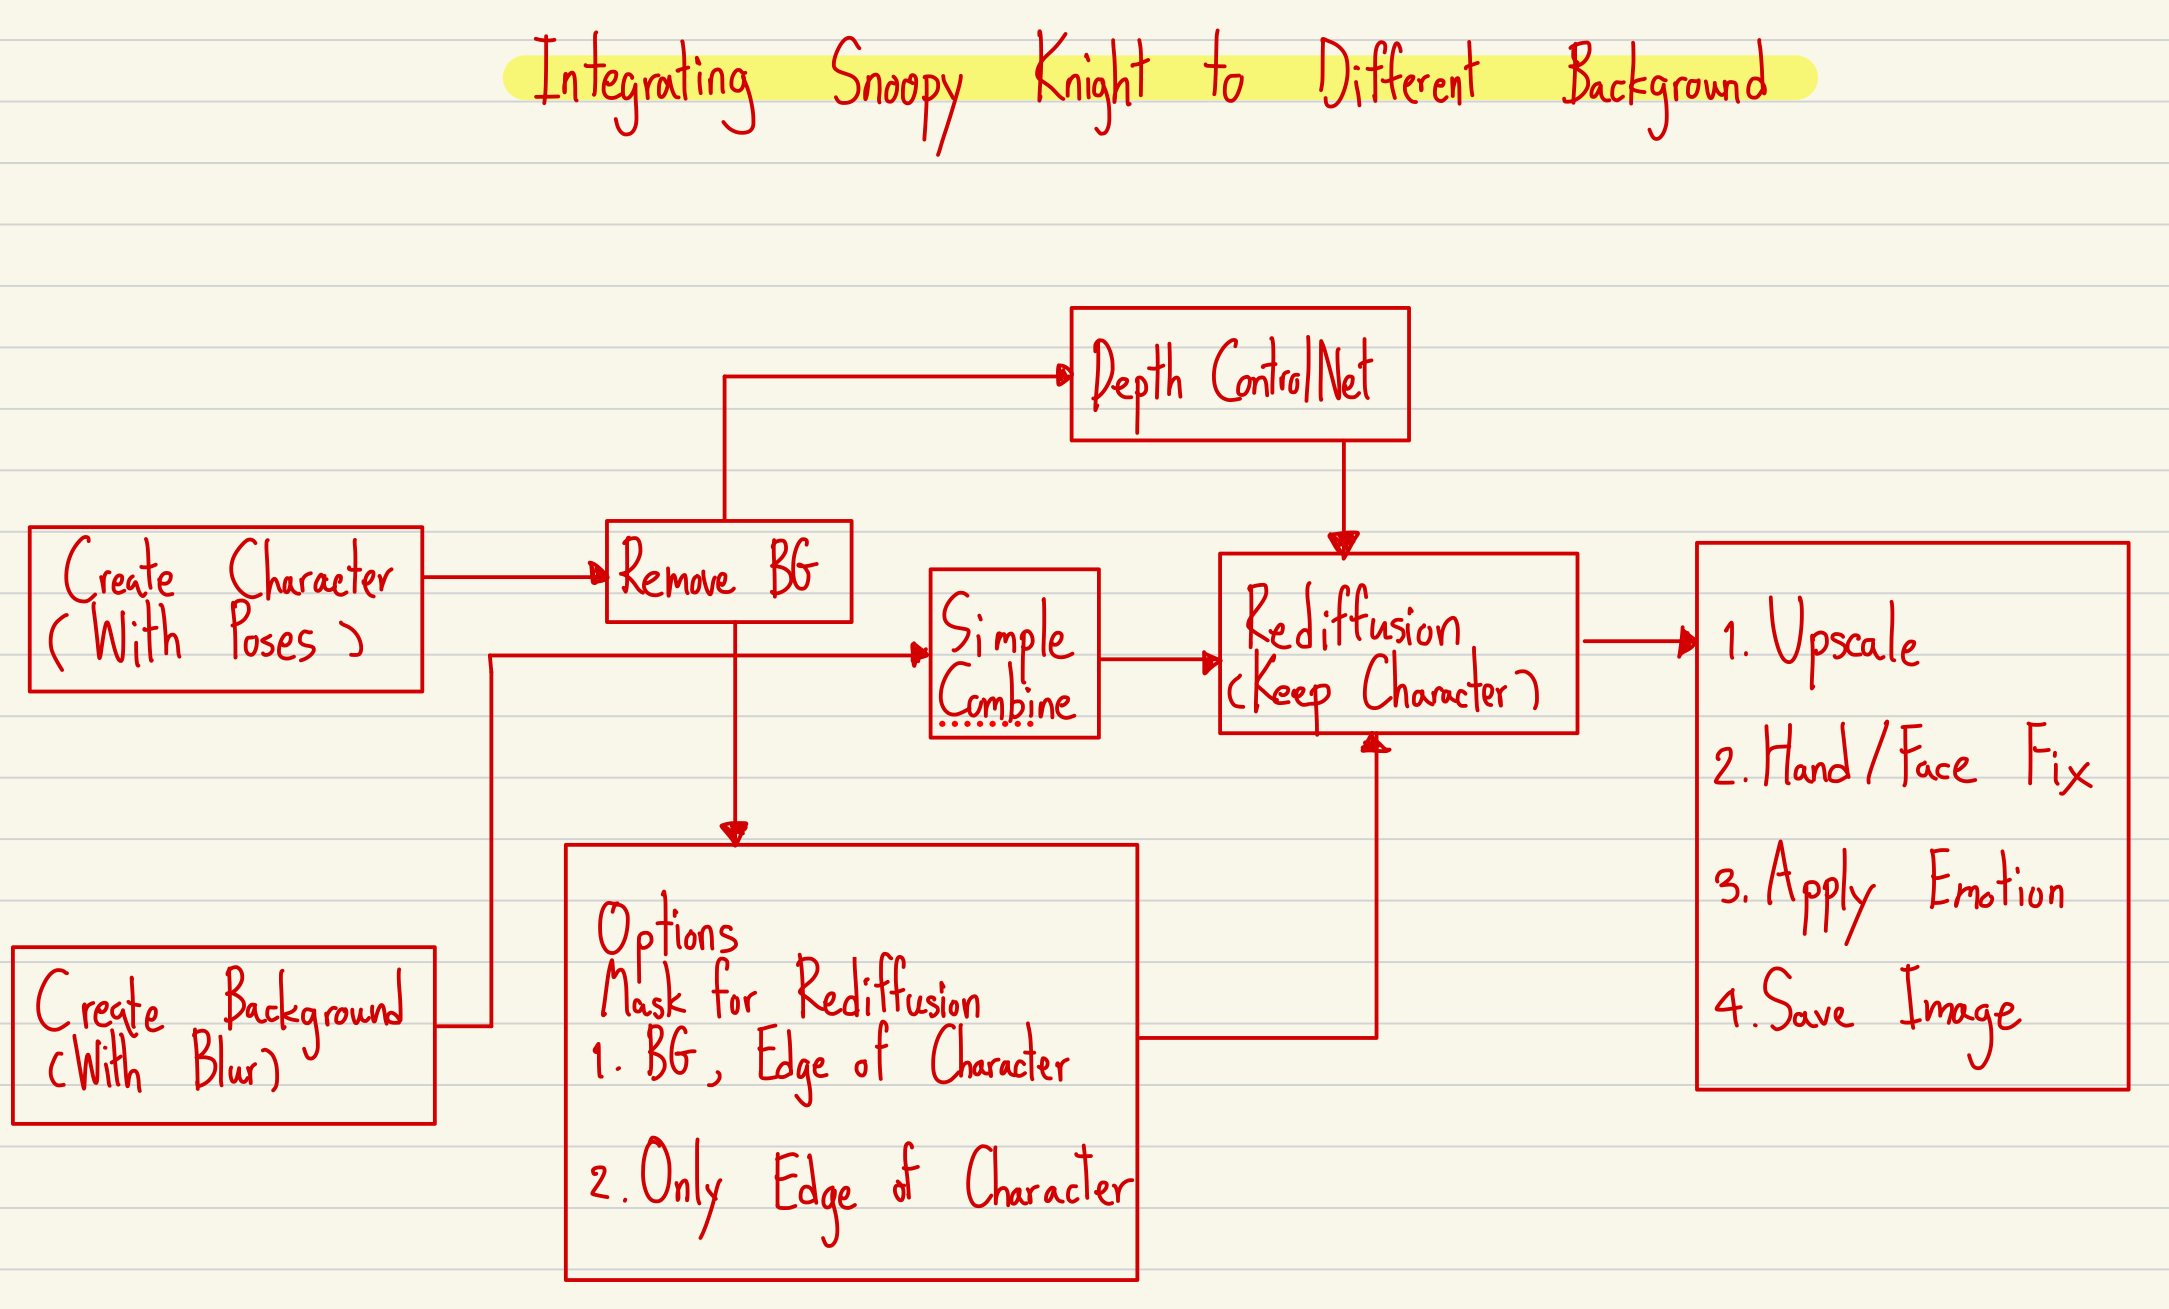 Integrating Snoopy Knight to Different Background
Depth ControlNet
Create Character
(With Poses)
Remove BG
Simple
Combine
Rediffusion
(Keep Character)
1. Upscale
2. Hand/Face Fix
3. Apply Emotion
4. Save Image
Create Background
(With Blur)
Options
Mask for Rediffusion
1. BG, Edge of Character
2. Only Edge of Character